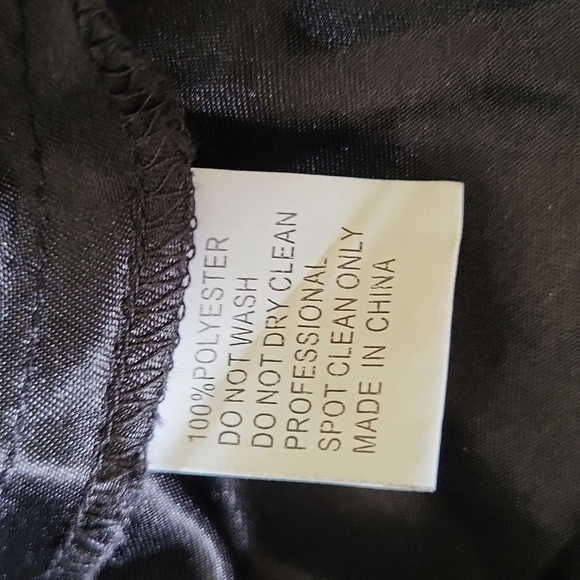 100%POLYESTER
DO NOT WASH
DO NOT DRY CLEAN
PROFESSIONAL
SPOT CLEAN ONLY
MADE IN CHINA